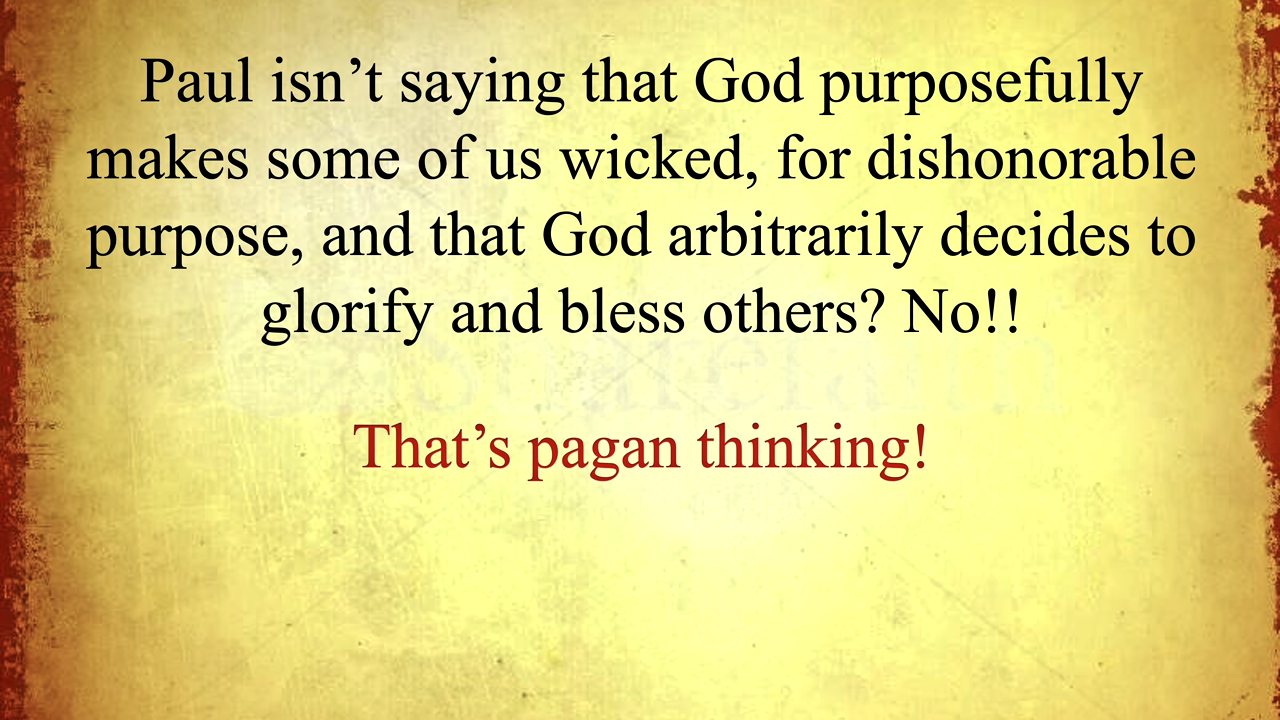 Paul isn’t saying that God purposefully
makes some of us wicked, for dishonorable
purpose, and that God arbitrarily decides to
glorify and bless others? No!!
Sharefaith
That’s pagan thinking!